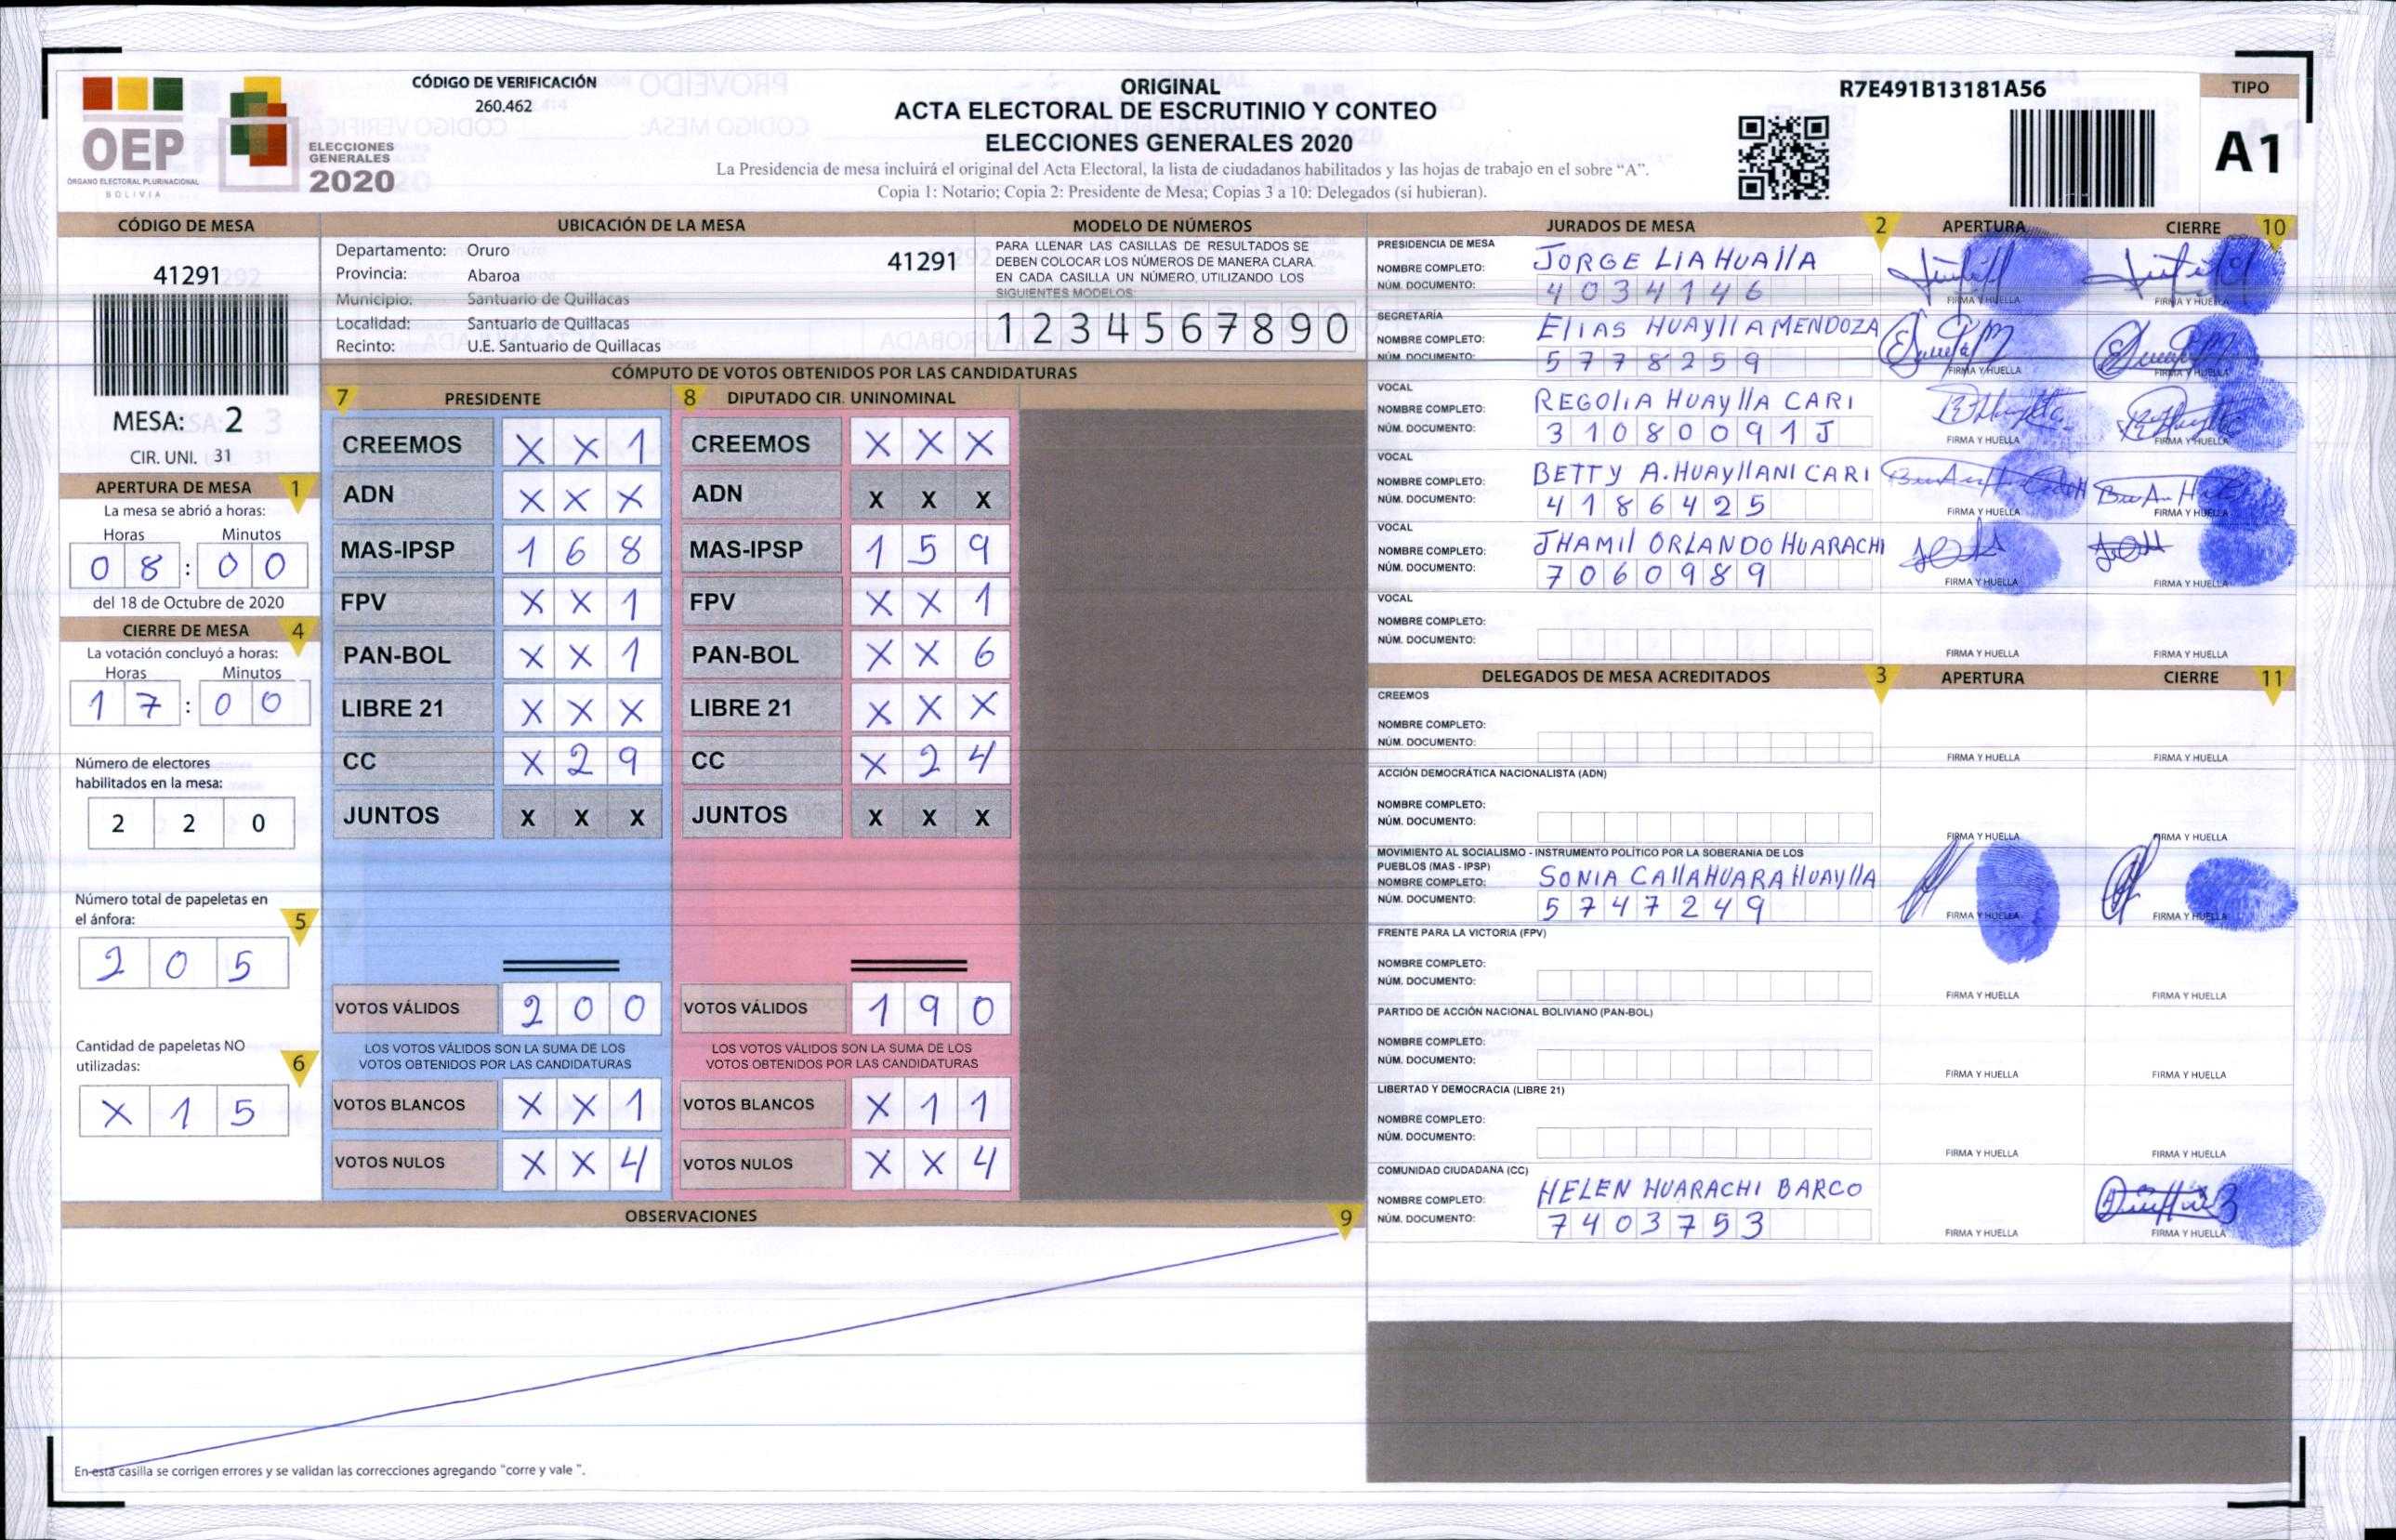 OEP
ÓRGANO ELECTORAL PLURINACIONAL
BOLIVIA
ELECCIONES
GENERALES
2020
CÓDIGO DE VERIFICACIÓN
260.462
ORIGINAL
ACTA ELECTORAL DE ESCRUTINIO Y CONTEO
ELECCIONES GENERALES 2020
La Presidencia de mesa incluirá el original del Acta Electoral, la lista de ciudadanos habilitados y las hojas de trabajo en el sobre “A”.
Copia 1: Notario; Copia 2: Presidente de Mesa; Copias 3 a 10: Delegados (si hubieran).
R7E491B13181A56
TIPO
A1
CÓDIGO DE MESA
41291
MESA: 2
CIR. UNI. 31
UBICACIÓN DE LA MESA
Departamento: Oruro
41291
Provincia: Abaroa
Municipio: Santuario de Quillacas
Localidad: Santuario de Quillacas
Recinto: U.E. Santuario de Quillacas
MODELO DE NÚMEROS
PARA LLENAR LAS CASILLAS DE RESULTADOS SE
DEBEN COLOCAR LOS NÚMEROS DE MANERA CLARA
EN CADA CASILLA UN NÚMERO, UTILIZANDO LOS
SIGUIENTES MODELOS:
1 2 3 4 5 6 7 8 9 0
APERTURA DE MESA 1
La mesa se abrió a horas:
Horas Minutos
0 8 : 0 0
del 18 de Octubre de 2020
CIERRE DE MESA 4
La votación concluyó a horas:
Horas Minutos
1 7 : 0 0
Número de electores
habilitados en la mesa:
2 2 0
Número total de papeletas en
el ánfora: 5
2 0 5
Cantidad de papeletas NO
utilizadas: 6
X 1 5
CÓMPUTO DE VOTOS OBTENIDOS POR LAS CANDIDATURAS
7 PRESIDENTE
CREEMOS X X 1
ADN X X X
MAS-IPSP 1 6 8
FPV X X 1
PAN-BOL X X 1
LIBRE 21 X X X
CC X 2 9
JUNTOS X X X
VOTOS VÁLIDOS 2 0 0
LOS VOTOS VÁLIDOS SON LA SUMA DE LOS
VOTOS OBTENIDOS POR LAS CANDIDATURAS
VOTOS BLANCOS X X 1
VOTOS NULOS X X 4
8 DIPUTADO CIR. UNINOMINAL
CREEMOS X X X
ADN X X X
MAS-IPSP 1 5 9
FPV X X 1
PAN-BOL X X 6
LIBRE 21 X X X
CC X 2 4
JUNTOS X X X
VOTOS VÁLIDOS 1 9 0
LOS VOTOS VÁLIDOS SON LA SUMA DE LOS
VOTOS OBTENIDOS POR LAS CANDIDATURAS
VOTOS BLANCOS X 1 1
VOTOS NULOS X X 4
OBSERVACIONES 9
En esta casilla se corrigen errores y se validan las correcciones agregando "corre y vale ".
JURADOS DE MESA 2 APERTURA CIERRE 10
PRESIDENCIA DE MESA
NOMBRE COMPLETO: JORGE LIA HUAllA
NÚM. DOCUMENTO: 4 0 3 4 1 4 6
FIRMA Y HUELLA FIRMA Y HUELLA
SECRETARÍA
NOMBRE COMPLETO: ElIAS HUAyllA MENDOZA
NÚM. DOCUMENTO: 5 7 7 8 2 5 9
FIRMA Y HUELLA FIRMA Y HUELLA
VOCAL
NOMBRE COMPLETO: REGOlIA HUAyllA CARI
NÚM. DOCUMENTO: 3 1 0 8 0 0 9 1 J
FIRMA Y HUELLA FIRMA Y HUELLA
VOCAL
NOMBRE COMPLETO: BETTY A. HUAYllANI CARI
NÚM. DOCUMENTO: 4 1 8 6 4 2 5
FIRMA Y HUELLA FIRMA Y HUELLA
VOCAL
NOMBRE COMPLETO: JHAMIl ORLANDO HUARACHI
NÚM. DOCUMENTO: 7 0 6 0 9 8 9
FIRMA Y HUELLA FIRMA Y HUELLA
VOCAL
NOMBRE COMPLETO:
NÚM. DOCUMENTO:
FIRMA Y HUELLA FIRMA Y HUELLA
DELEGADOS DE MESA ACREDITADOS 3 APERTURA CIERRE 11
CREEMOS
NOMBRE COMPLETO:
NÚM. DOCUMENTO:
FIRMA Y HUELLA FIRMA Y HUELLA
ACCIÓN DEMOCRÁTICA NACIONALISTA (ADN)
NOMBRE COMPLETO:
NÚM. DOCUMENTO:
FIRMA Y HUELLA FIRMA Y HUELLA
MOVIMIENTO AL SOCIALISMO - INSTRUMENTO POLÍTICO POR LA SOBERANIA DE LOS
PUEBLOS (MAS - IPSP)
NOMBRE COMPLETO: SONIA CAllAHUARA HUAYllA
NÚM. DOCUMENTO: 5 7 4 7 2 4 9
FIRMA Y HUELLA FIRMA Y HUELLA
FRENTE PARA LA VICTORIA (FPV)
NOMBRE COMPLETO:
NÚM. DOCUMENTO:
FIRMA Y HUELLA FIRMA Y HUELLA
PARTIDO DE ACCIÓN NACIONAL BOLIVIANO (PAN-BOL)
NOMBRE COMPLETO:
NÚM. DOCUMENTO:
FIRMA Y HUELLA FIRMA Y HUELLA
LIBERTAD Y DEMOCRACIA (LIBRE 21)
NOMBRE COMPLETO:
NÚM. DOCUMENTO:
FIRMA Y HUELLA FIRMA Y HUELLA
COMUNIDAD CIUDADANA (CC)
NOMBRE COMPLETO: HELEN HUARACHI BARCO
NÚM. DOCUMENTO: 7 4 0 3 7 5 3
FIRMA Y HUELLA FIRMA Y HUELLA